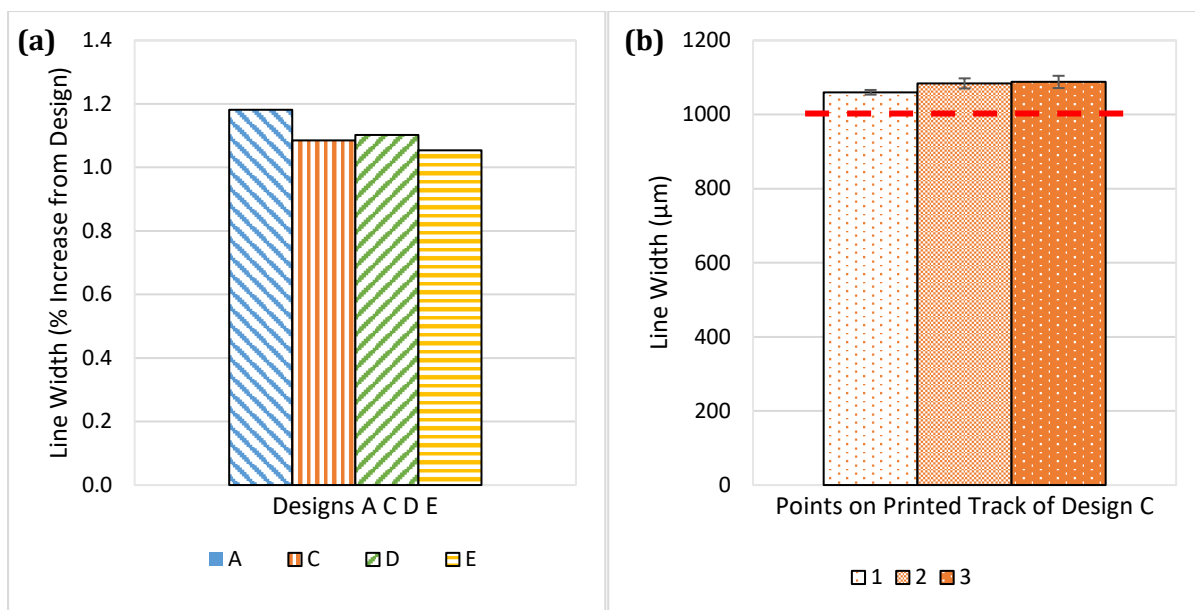 (a)
Line Width (% Increase from Design)
1.4
1.2
1.0
0.8
0.6
0.4
0.2
0.0
Designs A C D E
A C D E
(b)
Line Width (µm)
1200
1000
800
600
400
200
0
Points on Printed Track of Design C
1 2 3